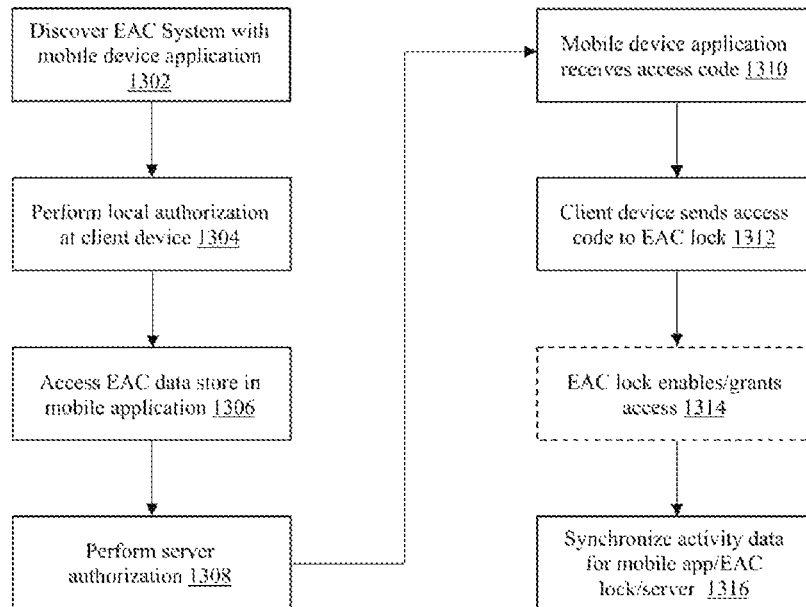 Discover EAC System with
mobile device application
1302
Perform local authorization
at client device 1304
Access EAC data store in
mobile application 1306
Perform server
authorization 1308
Mobile device application
receives access code 1310
Client device sends access
code to EAC lock 1312
EAC lock enables/grants
access 1314
Synchronize activity data
for mobile app/EAC
lock/server 1316